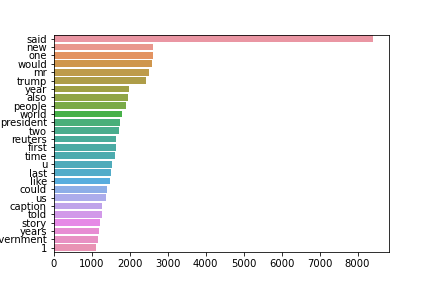 said
new
one
would
mr
trump
year
also
people
world
president
two
reuters
first
time
u
last
like
could
us
caption
told
story
years
vernment
1
0 1000 2000 3000 4000 5000 6000 7000 8000